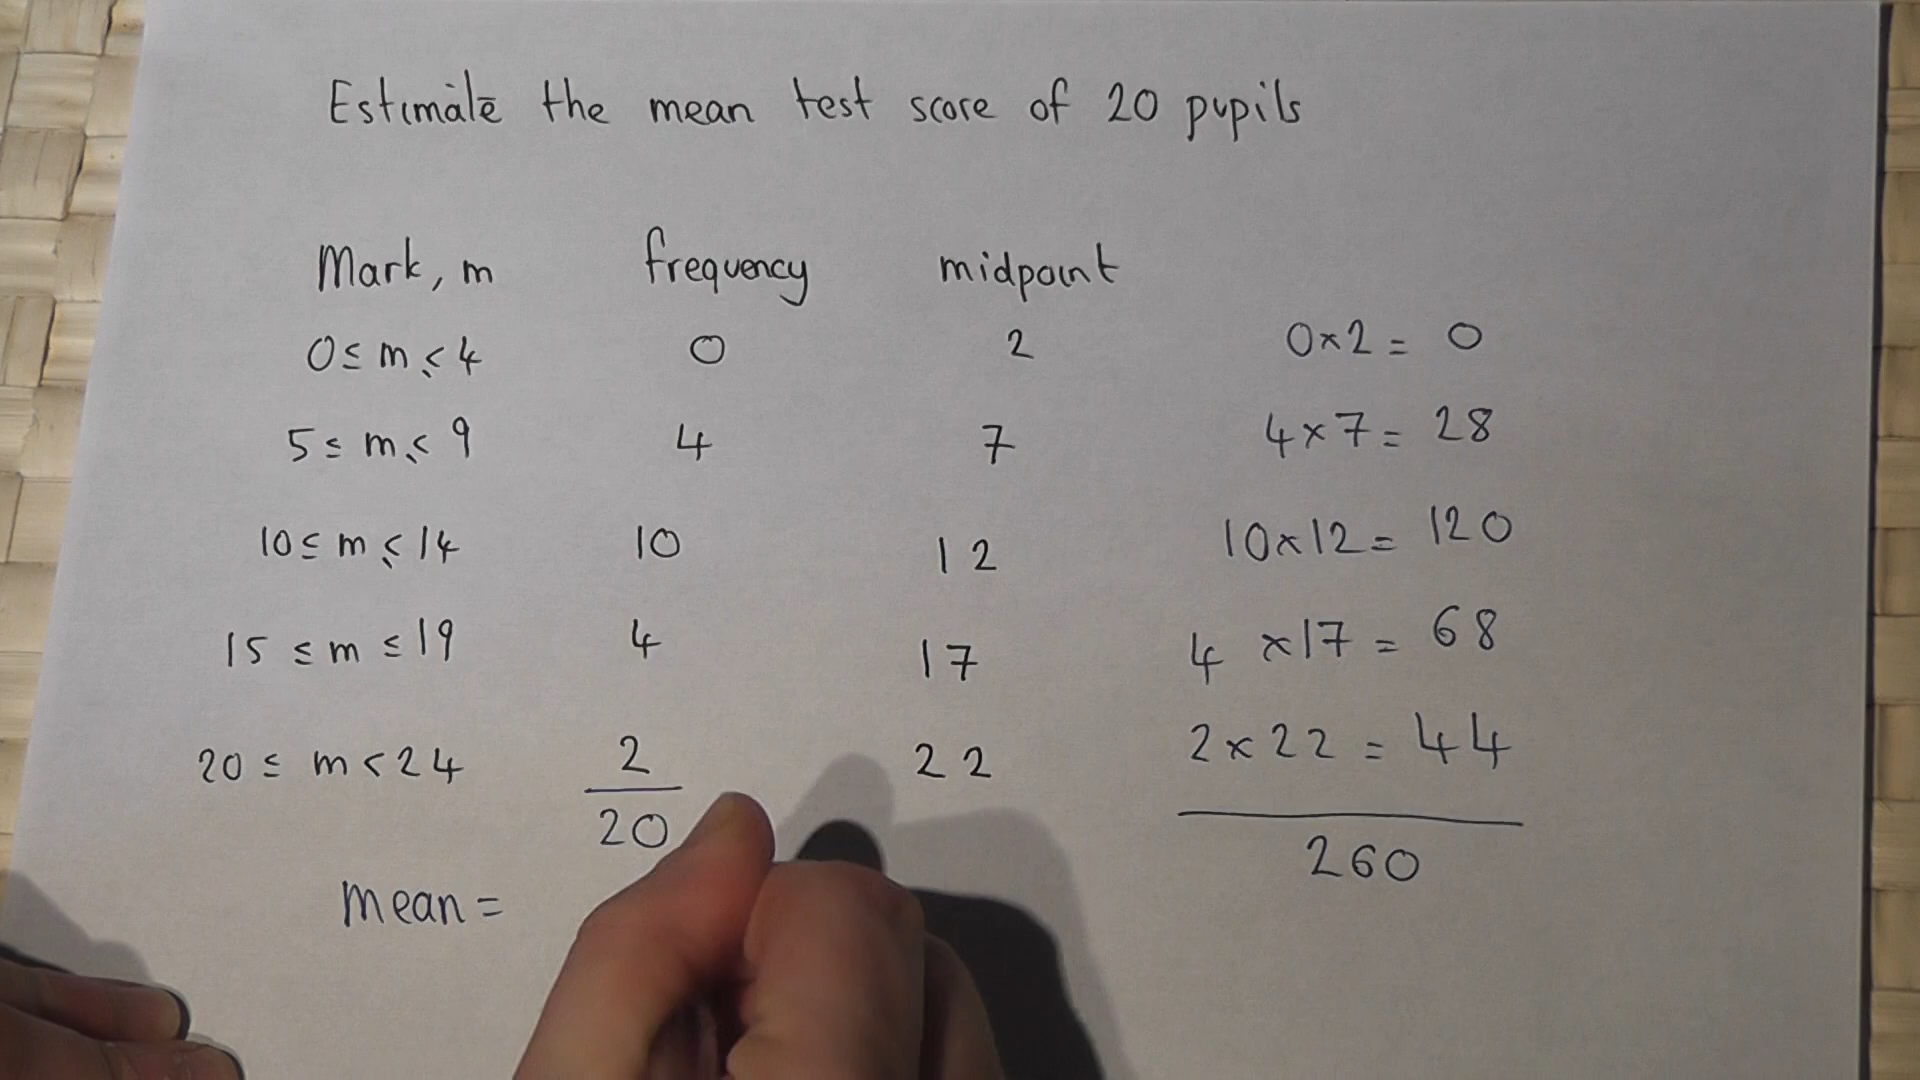 Estimate the mean test score of 20 pupils
Mark, m frequency midpoint
0 ≤ m ≤ 4 0 2 0×2 = 0
5 ≤ m ≤ 9 4 7 4×7 = 28
10 ≤ m ≤ 14 10 12 10×12 = 120
15 ≤ m ≤ 19 4 17 4 ×17 = 68
20 ≤ m < 24 2 22 2×22 = 44
20 260
mean =